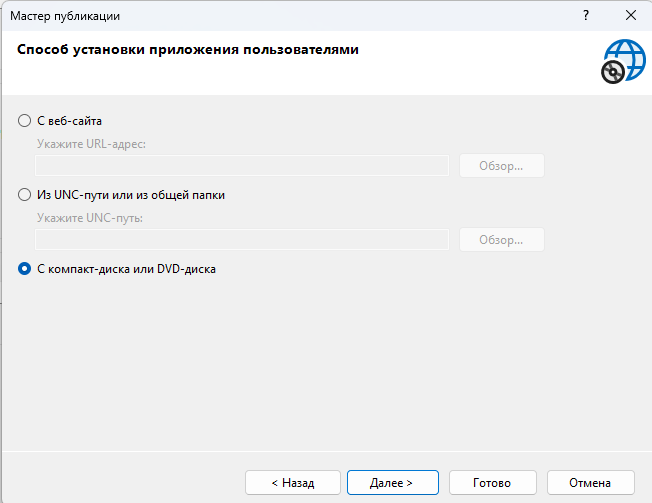 Мастер публикации
?
Способ установки приложения пользователями
С веб-сайта
Укажите URL-адрес:
Обзор...
Из UNC-пути или из общей папки
Укажите UNC-путь:
Обзор...
С компакт-диска или DVD-диска
< Назад
Далее >
Готово
Отмена